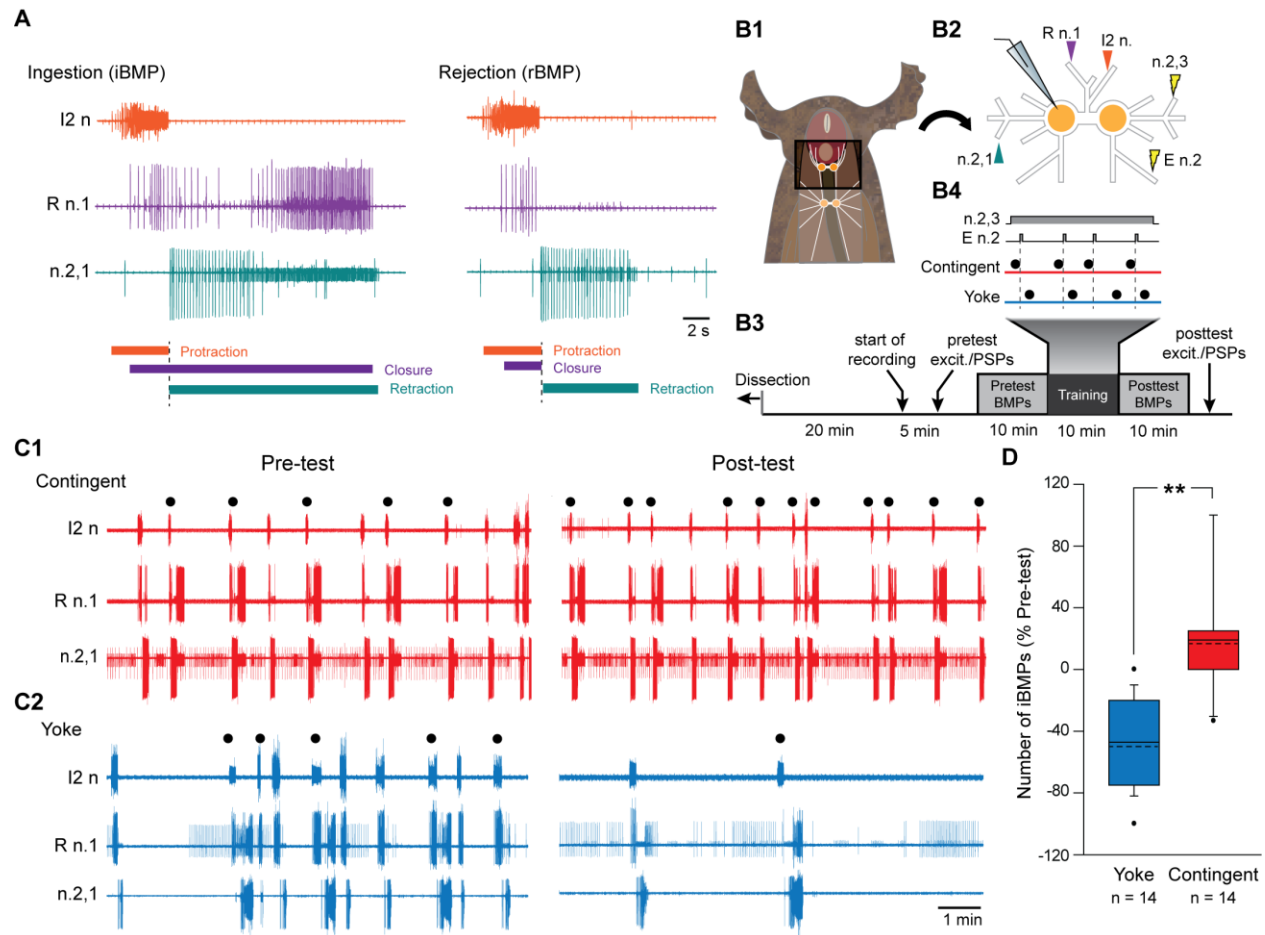 A
Ingestion (iBMP)
Rejection (rBMP)
I2 n
R n.1
n.2,1
2 s
Protraction
Closure
Retraction
Protraction
Closure
Retraction
B1
B2
R n.1
I2 n.
n.2,3
n.2,1
E n.2
B4
n.2,3
E n.2
Contingent
Yoke
B3
Dissection
start of
recording
pretest
excit./PSPs
Pretest
BMPs
Training
Posttest
BMPs
posttest
excit./PSPs
20 min
5 min
10 min
10 min
10 min
C1
Pre-test
Post-test
Contingent
I2 n
R n.1
n.2,1
C2
Yoke
I2 n
R n.1
n.2,1
1 min
D
Number of iBMPs (% Pre-test)
120
80
40
0
-40
-80
-120
**
Yoke
n = 14
Contingent
n = 14